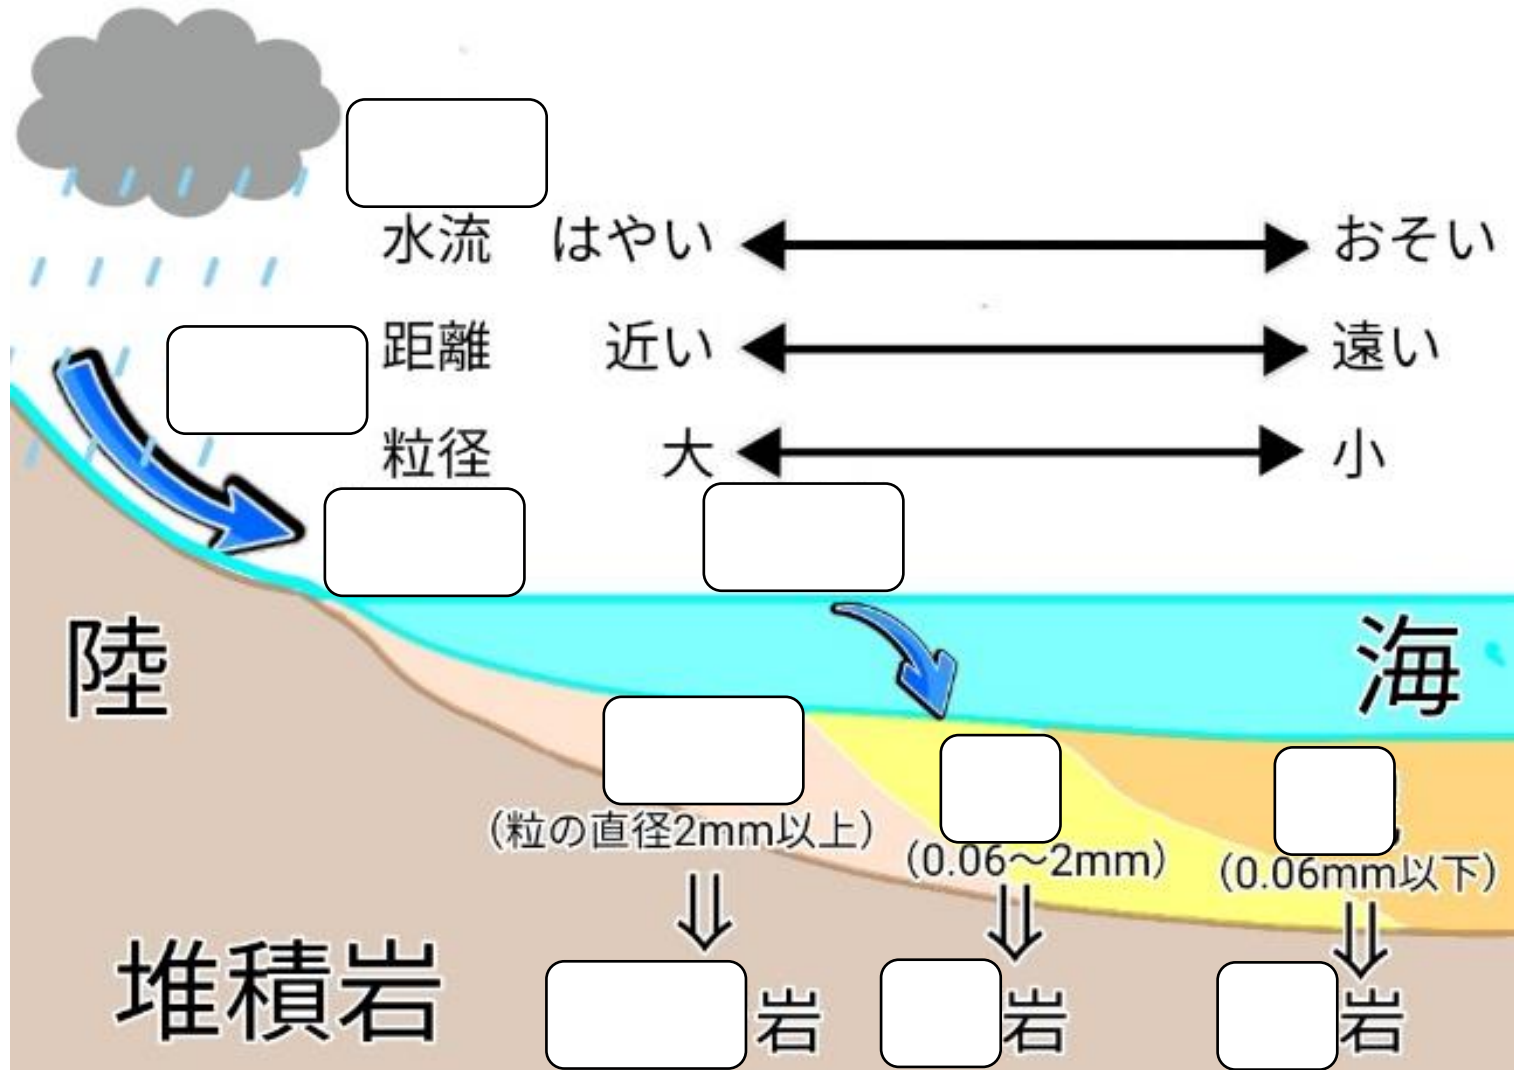 水流 はやい おそい
距離 近い 遠い
粒径 大 小
陸 海
(粒の直径2mm以上)
(0.06〜2mm)
(0.06mm以下)
堆積岩 岩 岩 岩